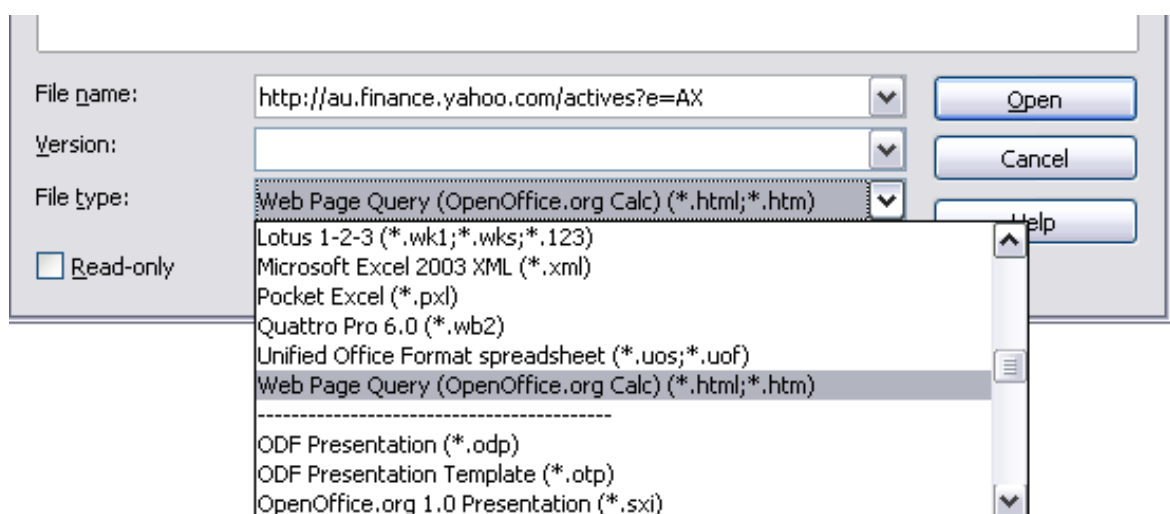 File name:
http://au.finance.yahoo.com/actives?e=AX
Open
Version:
Cancel
File type:
Web Page Query (OpenOffice.org Calc) (*.html;*.htm)
Help
Lotus 1-2-3 (*.wk1;*.wks;*.123)
Read-only
Microsoft Excel 2003 XML (*.xml)
Pocket Excel (*.pxl)
Quattro Pro 6.0 (*.wb2)
Unified Office Format spreadsheet (*.uos;*.uof)
Web Page Query (OpenOffice.org Calc) (*.html;*.htm)
------------------------------------------
ODF Presentation (*.odp)
ODF Presentation Template (*.otp)
OpenOffice.org 1.0 Presentation (*.sxi)